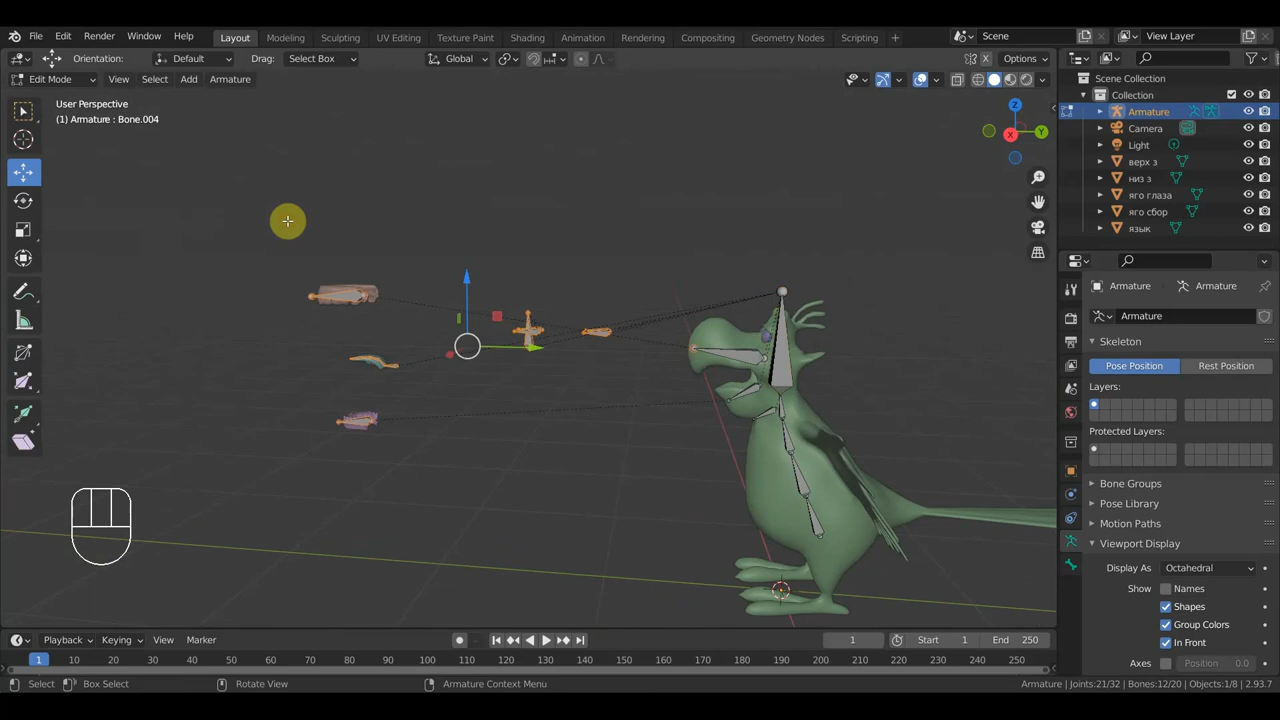 File Edit Render Window Help Layout Modeling Sculpting UV Editing Texture Paint Shading Animation Rendering Compositing Geometry Nodes Scripting + Scene View Layer
Orientation: Default Drag: Select Box Global Options
Edit Mode View Select Add Armature
User Perspective
(1) Armature : Bone.004
Z
Y
X
Scene Collection
Collection
Armature
Camera
Light
верх з
низ з
яго глаза
яго сбор
язык
Armature Armature
Armature
Skeleton
Pose Position Rest Position
Layers:
Protected Layers:
Bone Groups
Pose Library
Motion Paths
Viewport Display
Display As Octahedral
Show Names
Shapes
Group Colors
In Front
Axes Position 0.0
Playback Keying View Marker 1 Start 1 End 250
1 10 20 30 40 50 60 70 80 90 100 110 120 130 140 150 160 170 180 190 200 210 220 230 240 250
Select Box Select Rotate View Armature Context Menu Armature | Joints:21/32 | Bones:12/20 | Objects:1/8 | 2.93.7